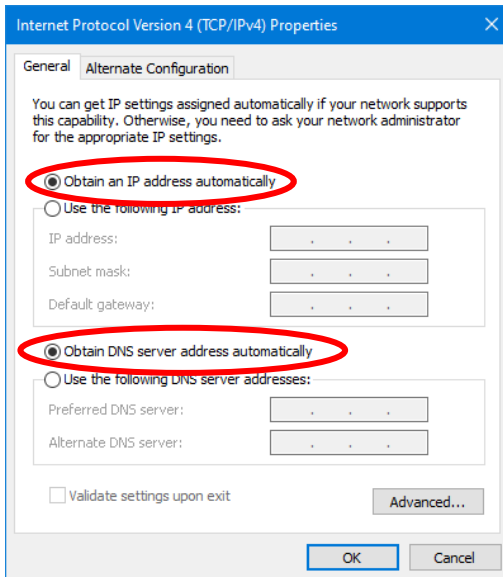 Internet Protocol Version 4 (TCP/IPv4) Properties
General
Alternate Configuration
You can get IP settings assigned automatically if your network supports
this capability. Otherwise, you need to ask your network administrator
for the appropriate IP settings.
Obtain an IP address automatically
Use the following IP address:
IP address:
Subnet mask:
Default gateway:
Obtain DNS server address automatically
Use the following DNS server addresses:
Preferred DNS server:
Alternate DNS server:
Validate settings upon exit
Advanced...
OK
Cancel